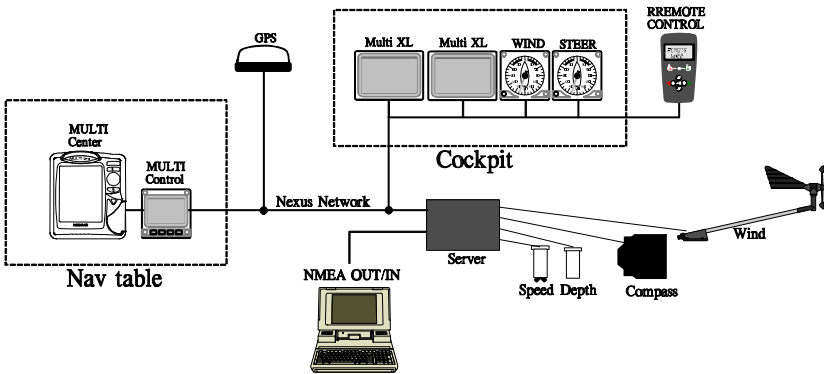 GPS
Multi XL
Multi XL
WIND
STEER
RREMOTE
CONTROL
Cockpit
MULTI
Center
MULTI
Control
Nav table
Nexus Network
Server
NMEA OUT/IN
Speed
Depth
Compass
Wind